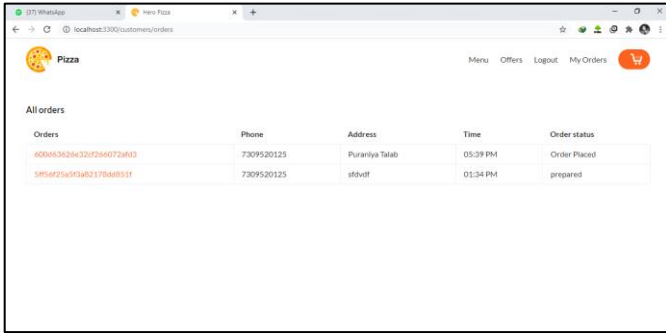 (37) WhatsApp
Hero Pizza
localhost:3300/customers/orders
Pizza
Menu Offers Logout My Orders
All orders
Orders Phone Address Time Order status
600d63626e32cf266072afd3 7309520125 Puraniya Talab 05:39 PM Order Placed
5ff56f25a5f3a82178dd851f 7309520125 sfdvdf 01:34 PM prepared